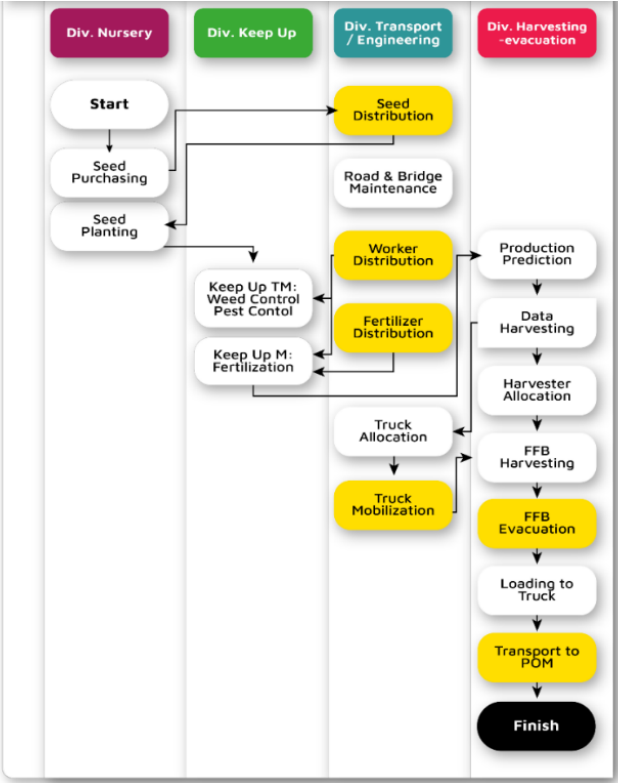 Div. Nursery
Div. Keep Up
Div. Transport
/ Engineering
Div. Harvesting
-evacuation
Start
Seed
Distribution
Seed
Purchasing
Road & Bridge
Maintenance
Seed
Planting
Worker
Distribution
Production
Prediction
Keep Up TM:
Weed Control
Pest Contol
Fertilizer
Distribution
Data
Harvesting
Keep Up M:
Fertilization
Harvester
Allocation
Truck
Allocation
FFB
Harvesting
Truck
Mobilization
FFB
Evacuation
Loading to
Truck
Transport to
POM
Finish